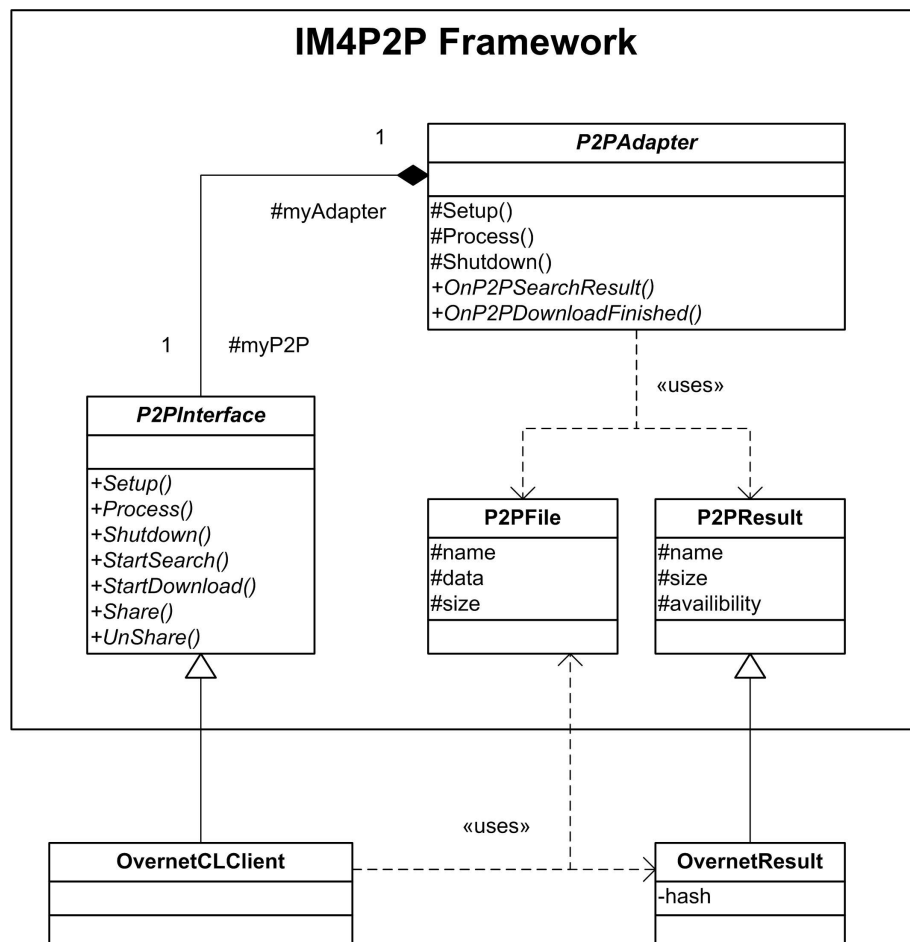 IM4P2P Framework
1
P2PAdapter
#myAdapter
#Setup()
#Process()
#Shutdown()
+OnP2PSearchResult()
+OnP2PDownloadFinished()
1
#myP2P
«uses»
P2PInterface
+Setup()
+Process()
+Shutdown()
+StartSearch()
+StartDownload()
+Share()
+UnShare()
P2PFile
#name
#data
#size
P2PResult
#name
#size
#availibility
«uses»
OvernetCLClient
OvernetResult
-hash